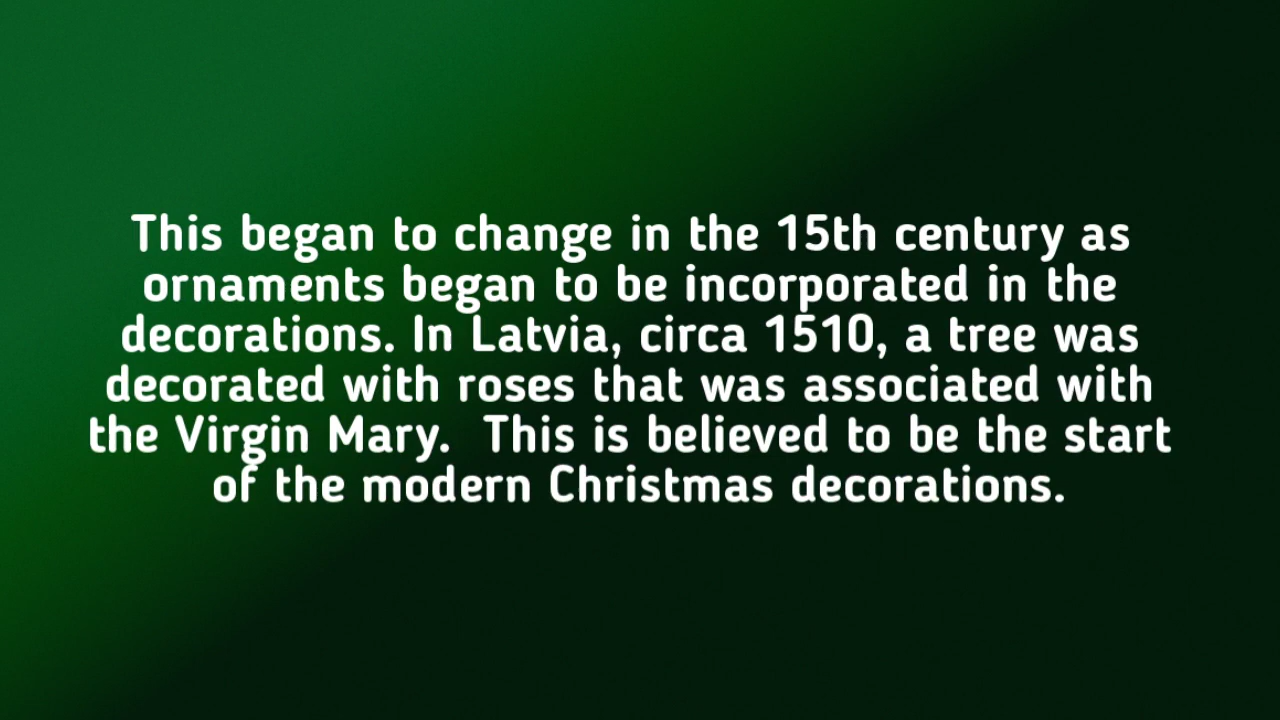 This began to change in the 15th century as
ornaments began to be incorporated in the
decorations. In Latvia, circa 1510, a tree was
decorated with roses that was associated with
the Virgin Mary.  This is believed to be the start
of the modern Christmas decorations.